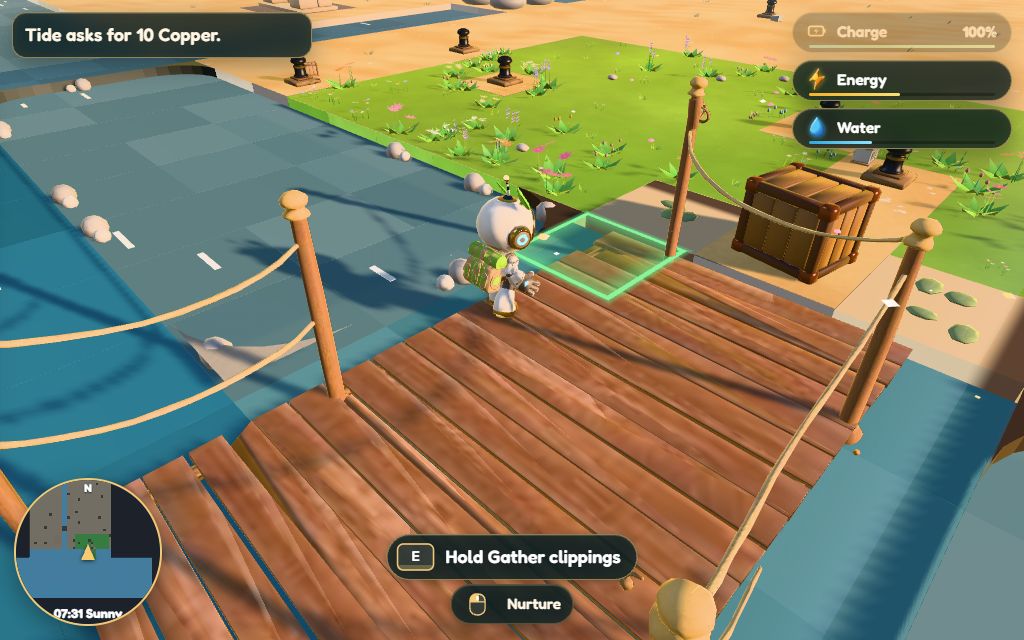 Tide asks for 10 Copper.
Charge 100%
Energy
Water
E Hold Gather clippings
Nurture
N
07:31 Sunny